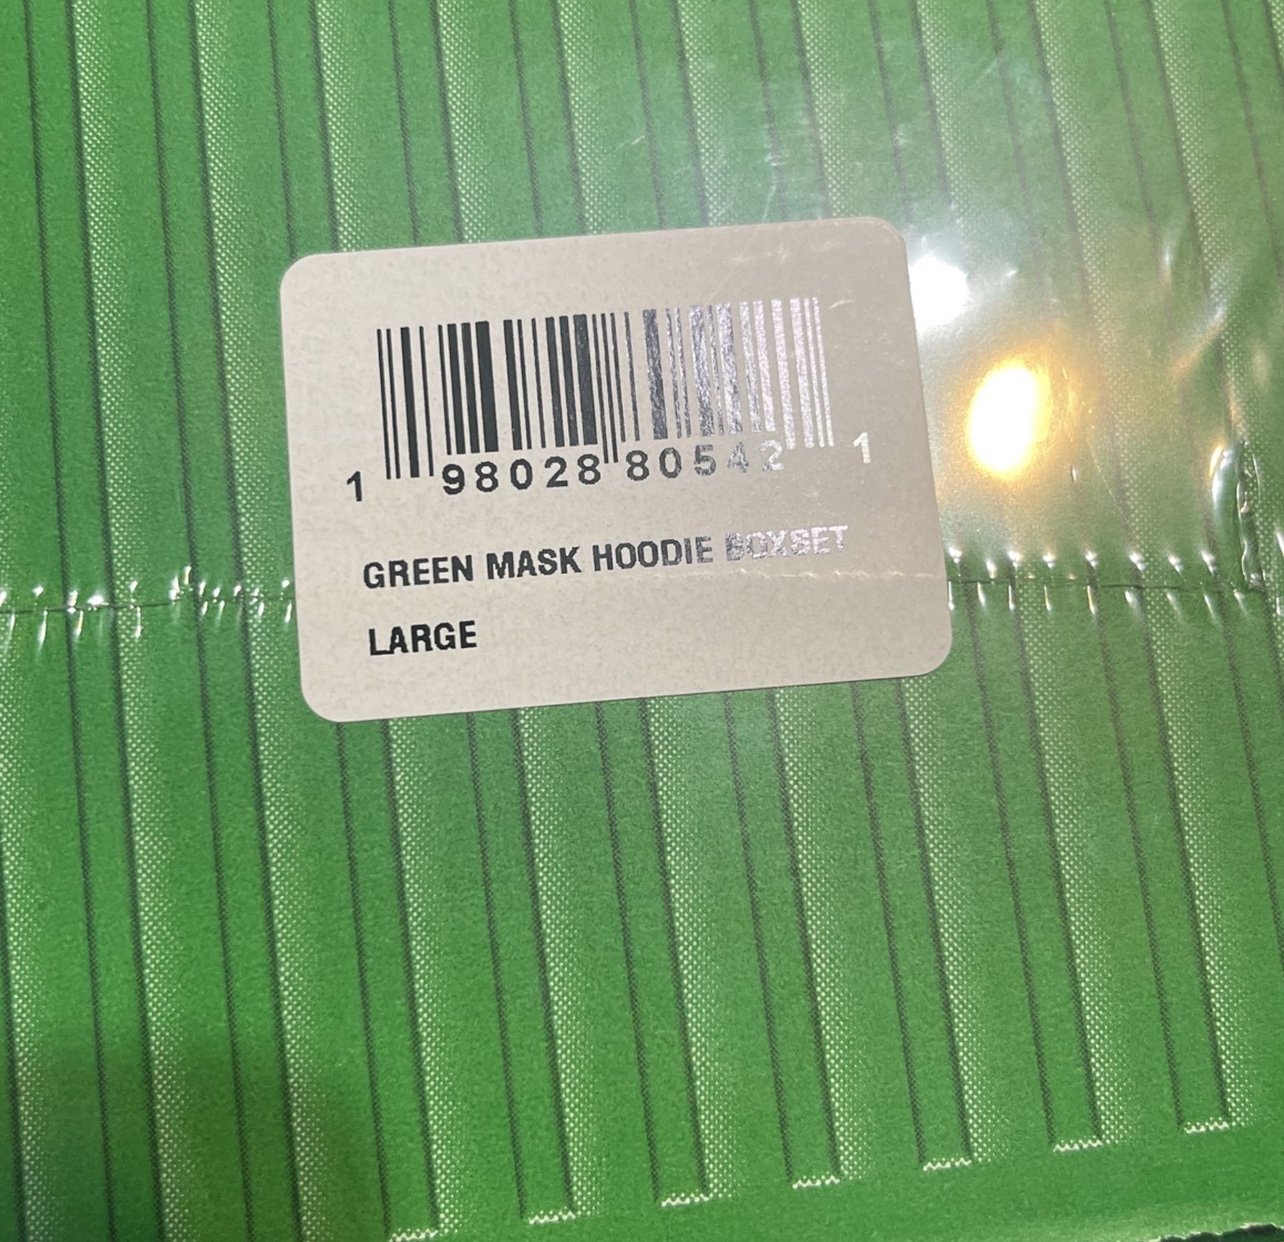 1 98028 80542 1
GREEN MASK HOODIE BOXSET
LARGE